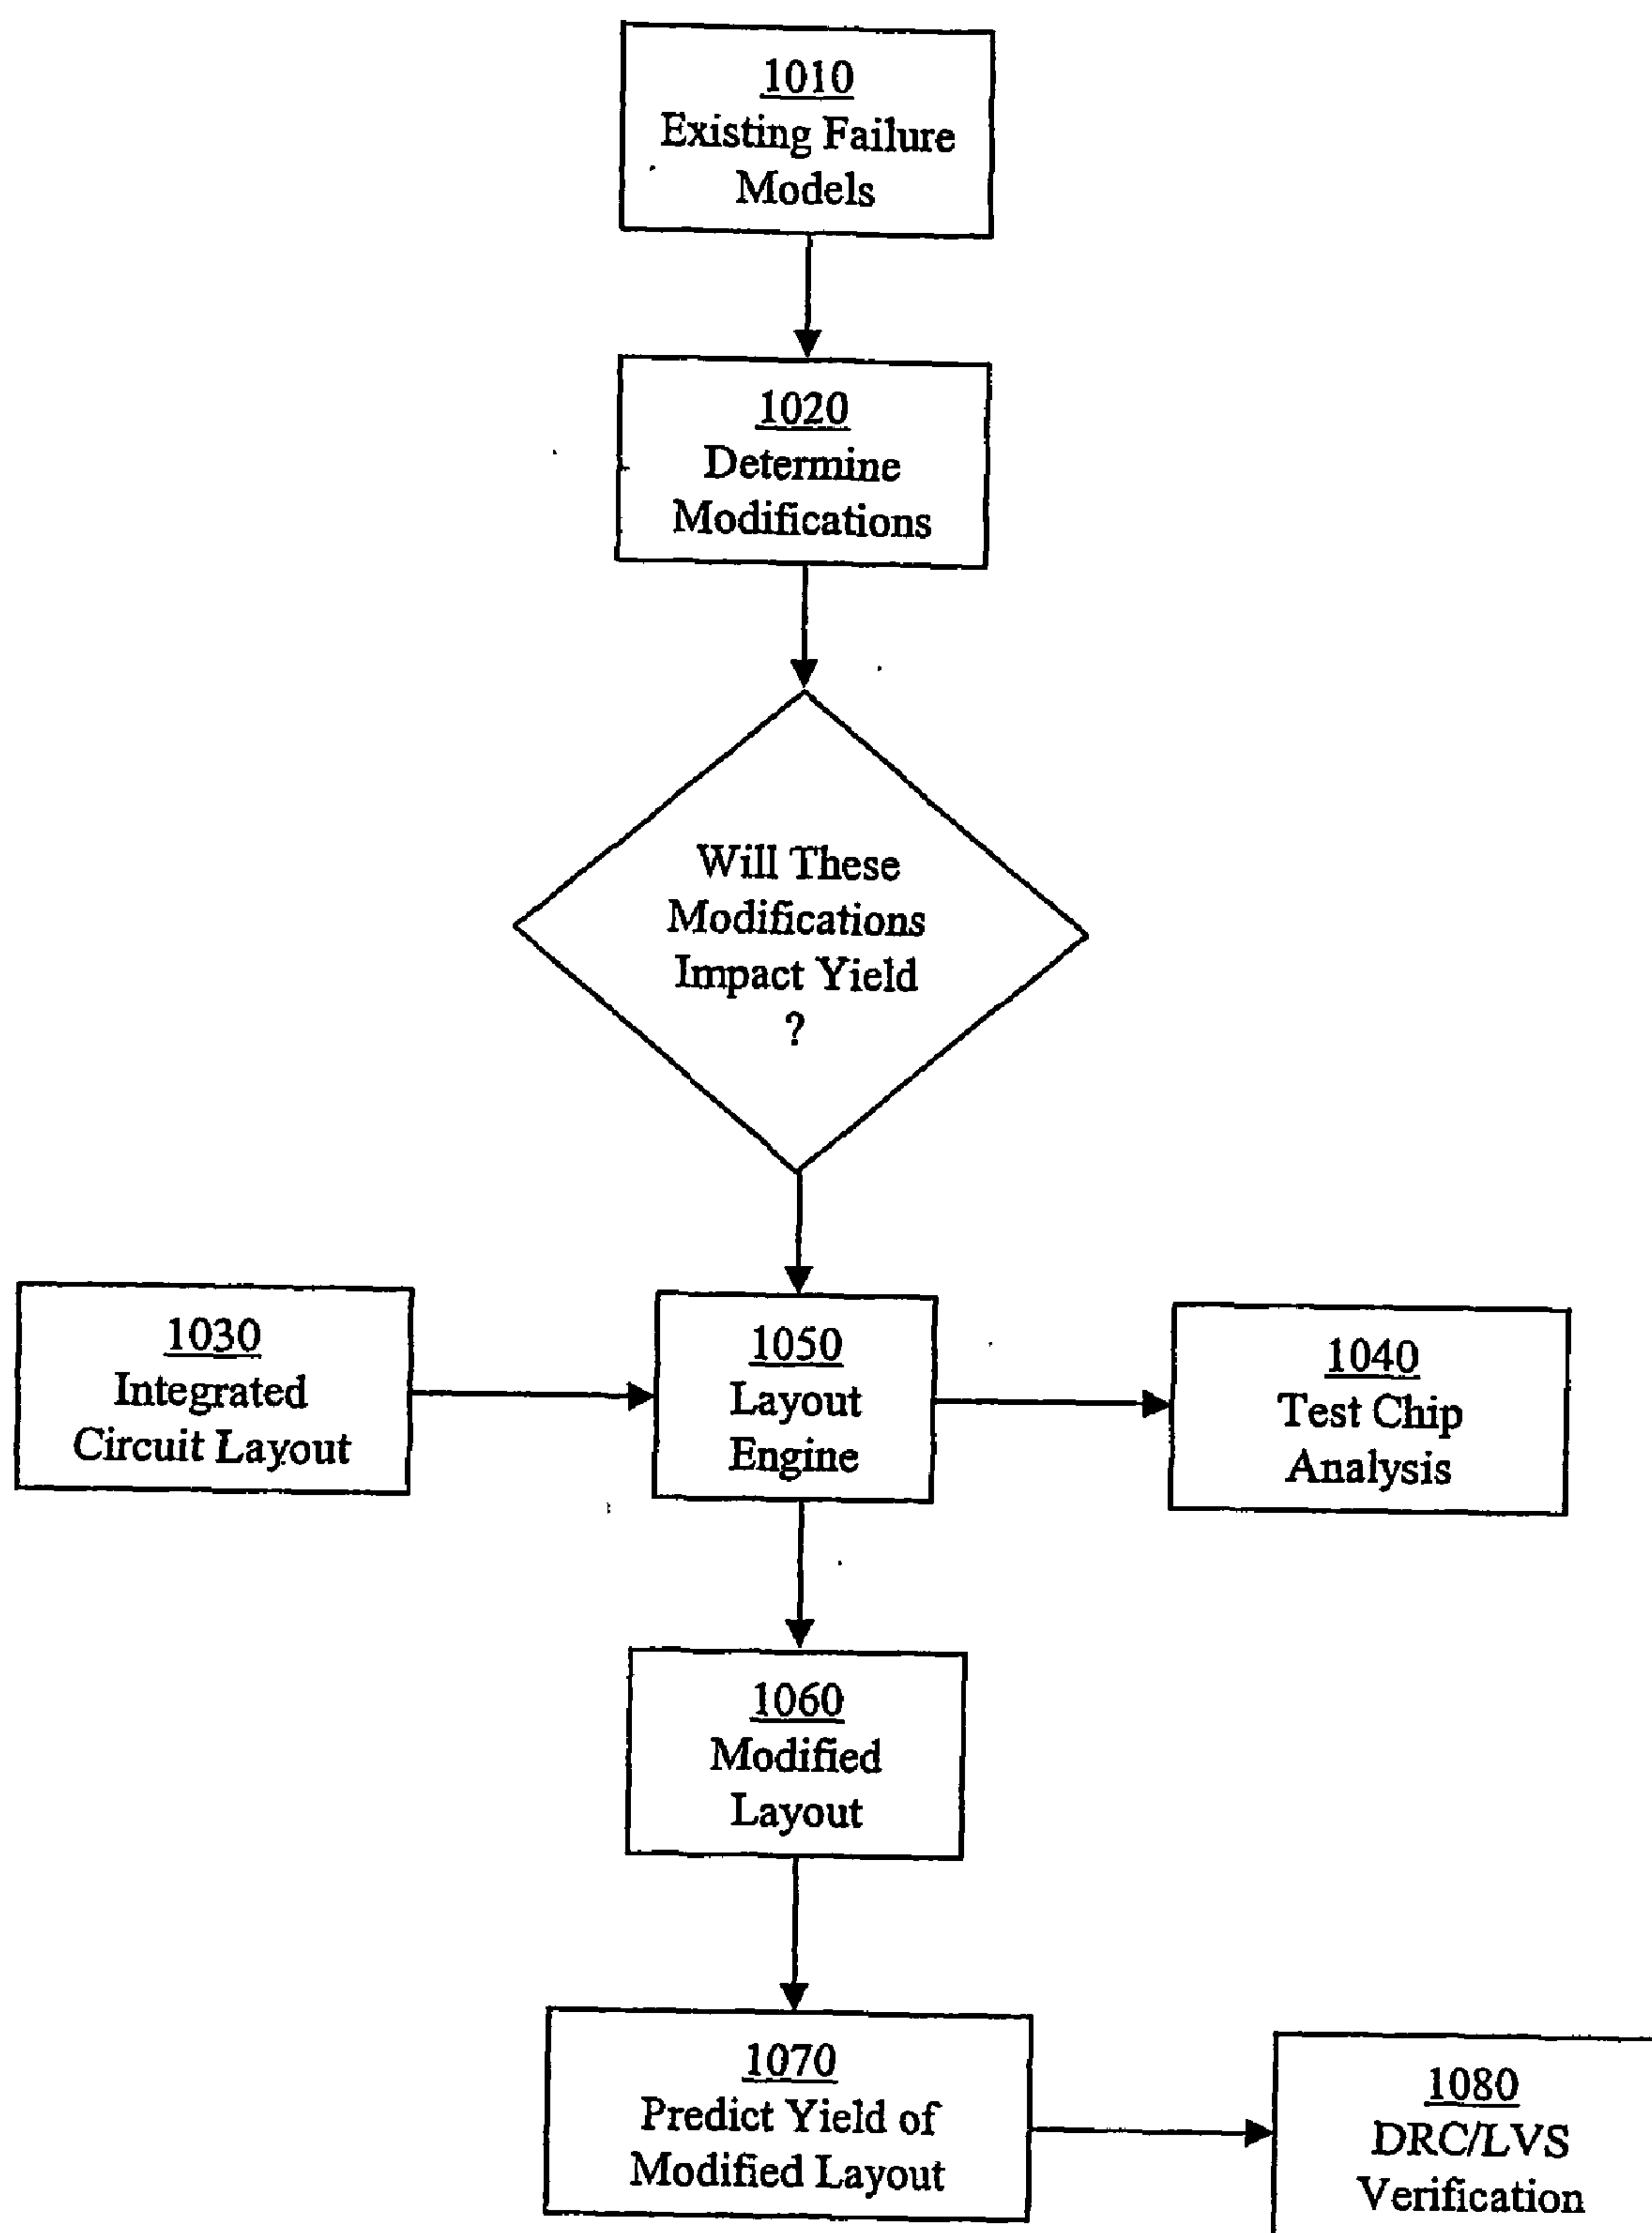 1010
Existing Failure
Models
1020
Determine
Modifications
Will These
Modifications
Impact Yield
?
1030
Integrated
Circuit Layout
1050
Layout
Engine
1040
Test Chip
Analysis
1060
Modified
Layout
1070
Predict Yield of
Modified Layout
1080
DRC/LVS
Verification